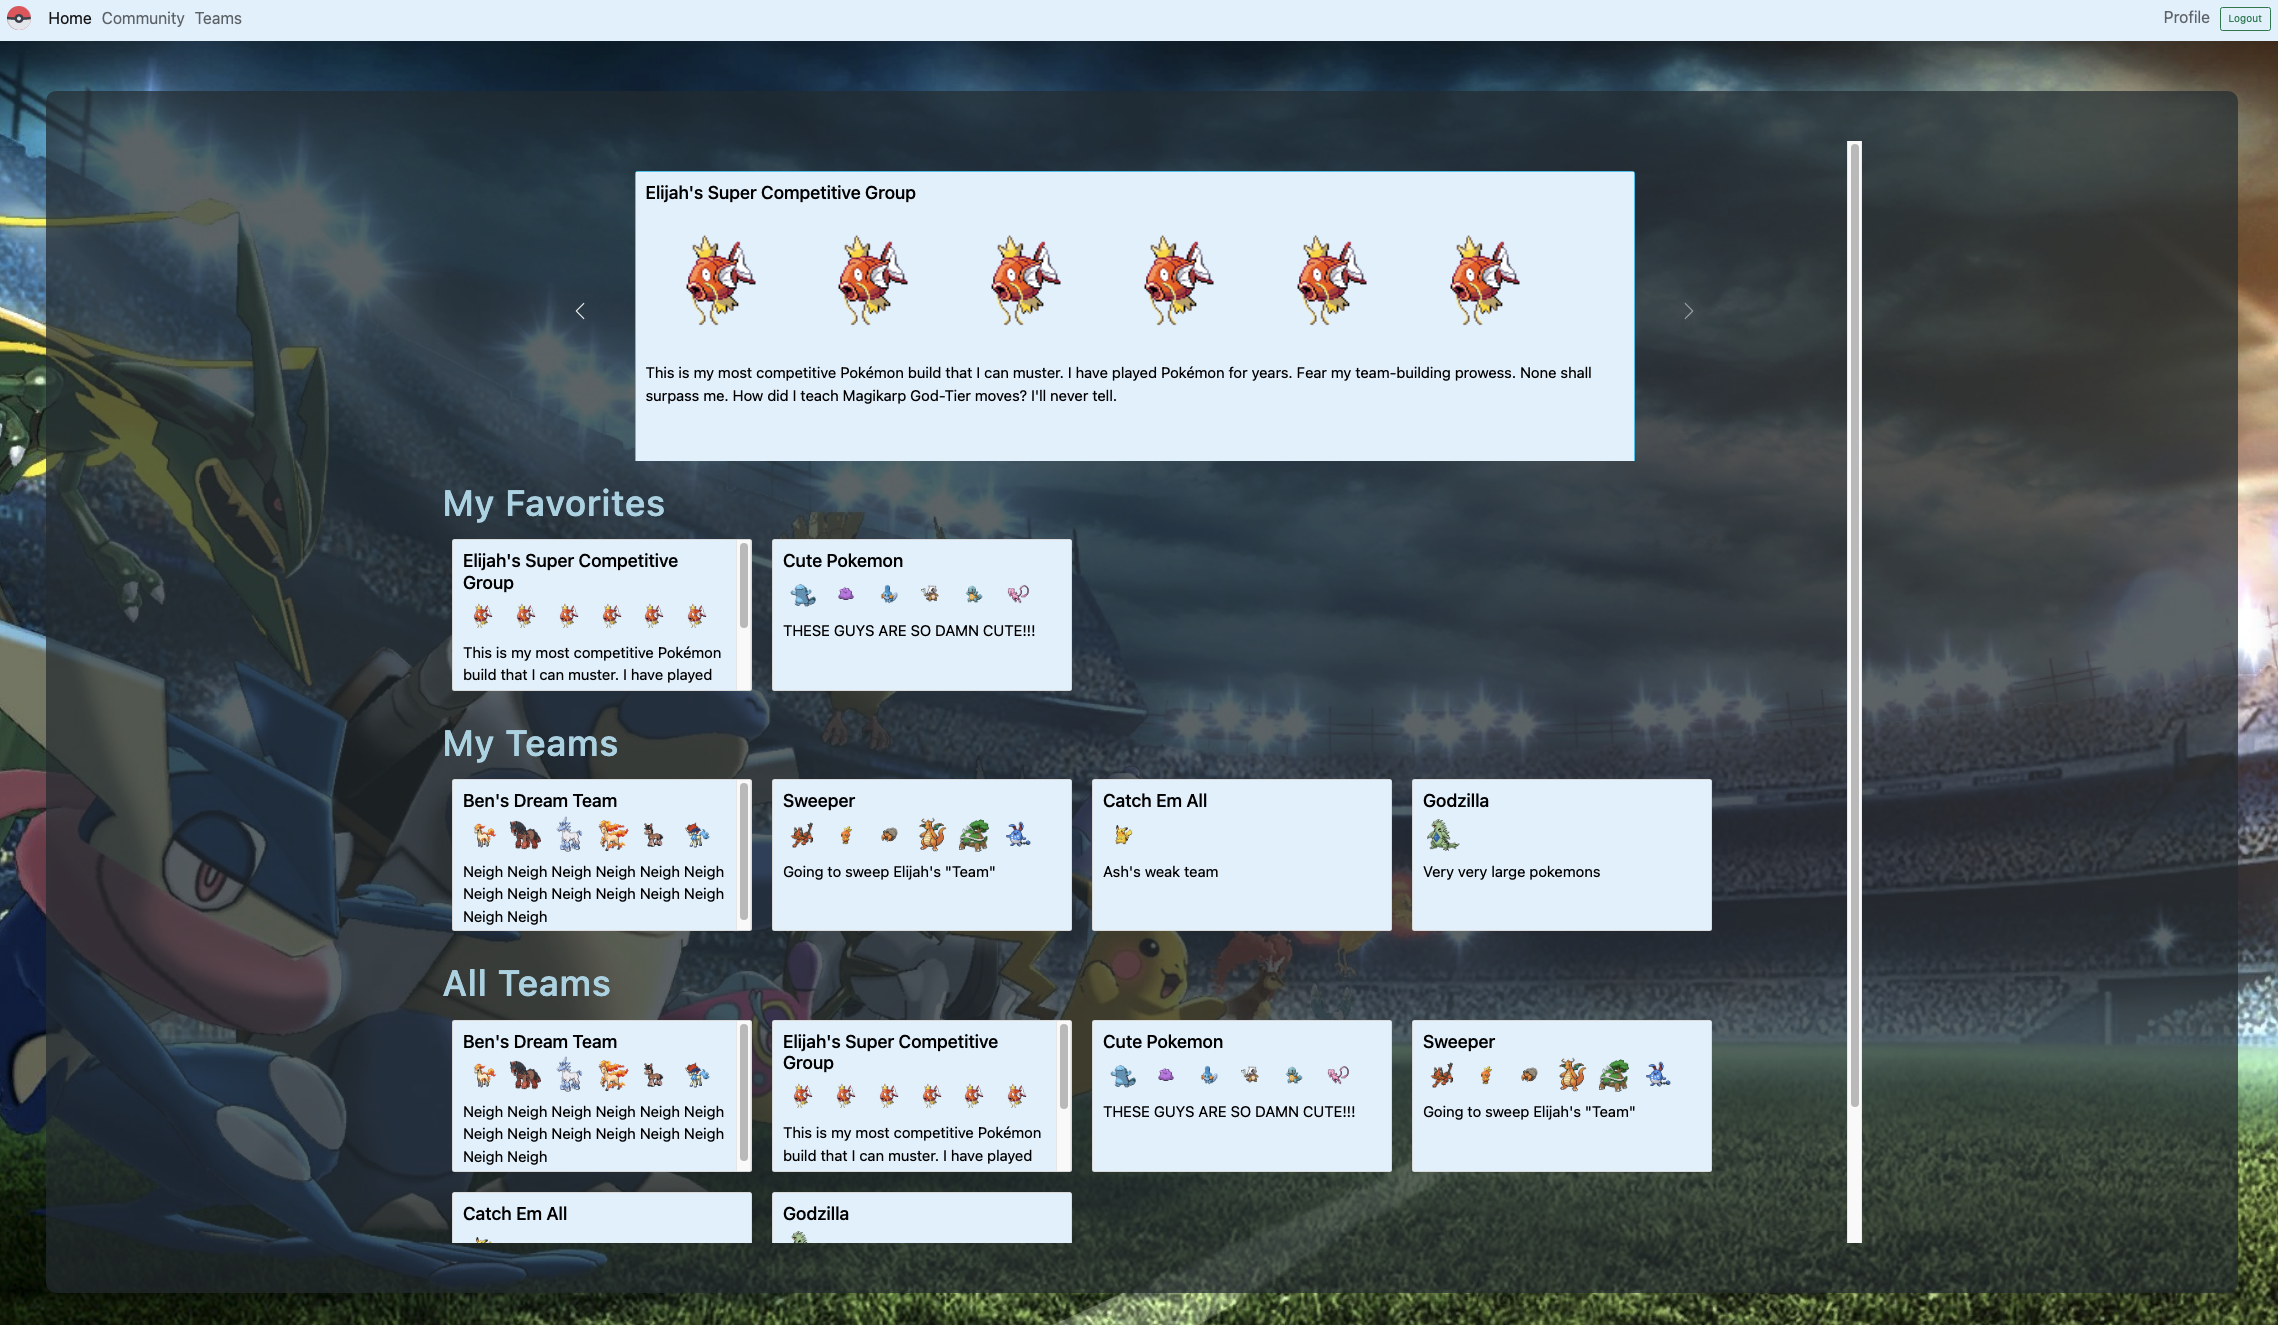 Home Community Teams
Profile Logout
Elijah's Super Competitive Group
This is my most competitive Pokémon build that I can muster. I have played Pokémon for years. Fear my team-building prowess. None shall
surpass me. How did I teach Magikarp God-Tier moves? I'll never tell.
My Favorites
Elijah's Super Competitive
Group
This is my most competitive Pokémon
build that I can muster. I have played
Cute Pokemon
THESE GUYS ARE SO DAMN CUTE!!!
My Teams
Ben's Dream Team
Neigh Neigh Neigh Neigh Neigh Neigh
Neigh Neigh Neigh Neigh Neigh Neigh
Neigh Neigh
Sweeper
Going to sweep Elijah's "Team"
Catch Em All
Ash's weak team
Godzilla
Very very large pokemons
All Teams
Ben's Dream Team
Neigh Neigh Neigh Neigh Neigh Neigh
Neigh Neigh Neigh Neigh Neigh Neigh
Neigh Neigh
Elijah's Super Competitive
Group
This is my most competitive Pokémon
build that I can muster. I have played
Cute Pokemon
THESE GUYS ARE SO DAMN CUTE!!!
Sweeper
Going to sweep Elijah's "Team"
Catch Em All
Godzilla